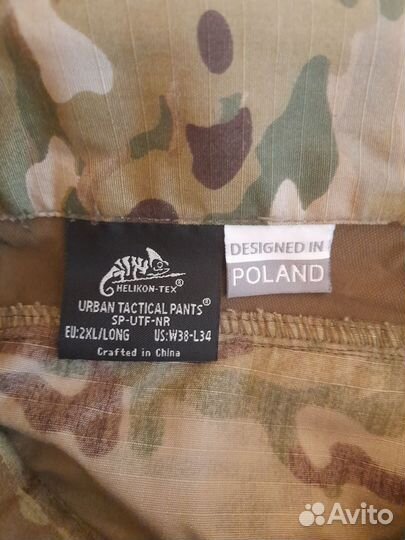 HELIKON-TEX®
URBAN TACTICAL PANTS®
SP-UTF-NR
EU:2XL/LONG US:W38-L34
Crafted in China
DESIGNED IN
POLAND
Avito